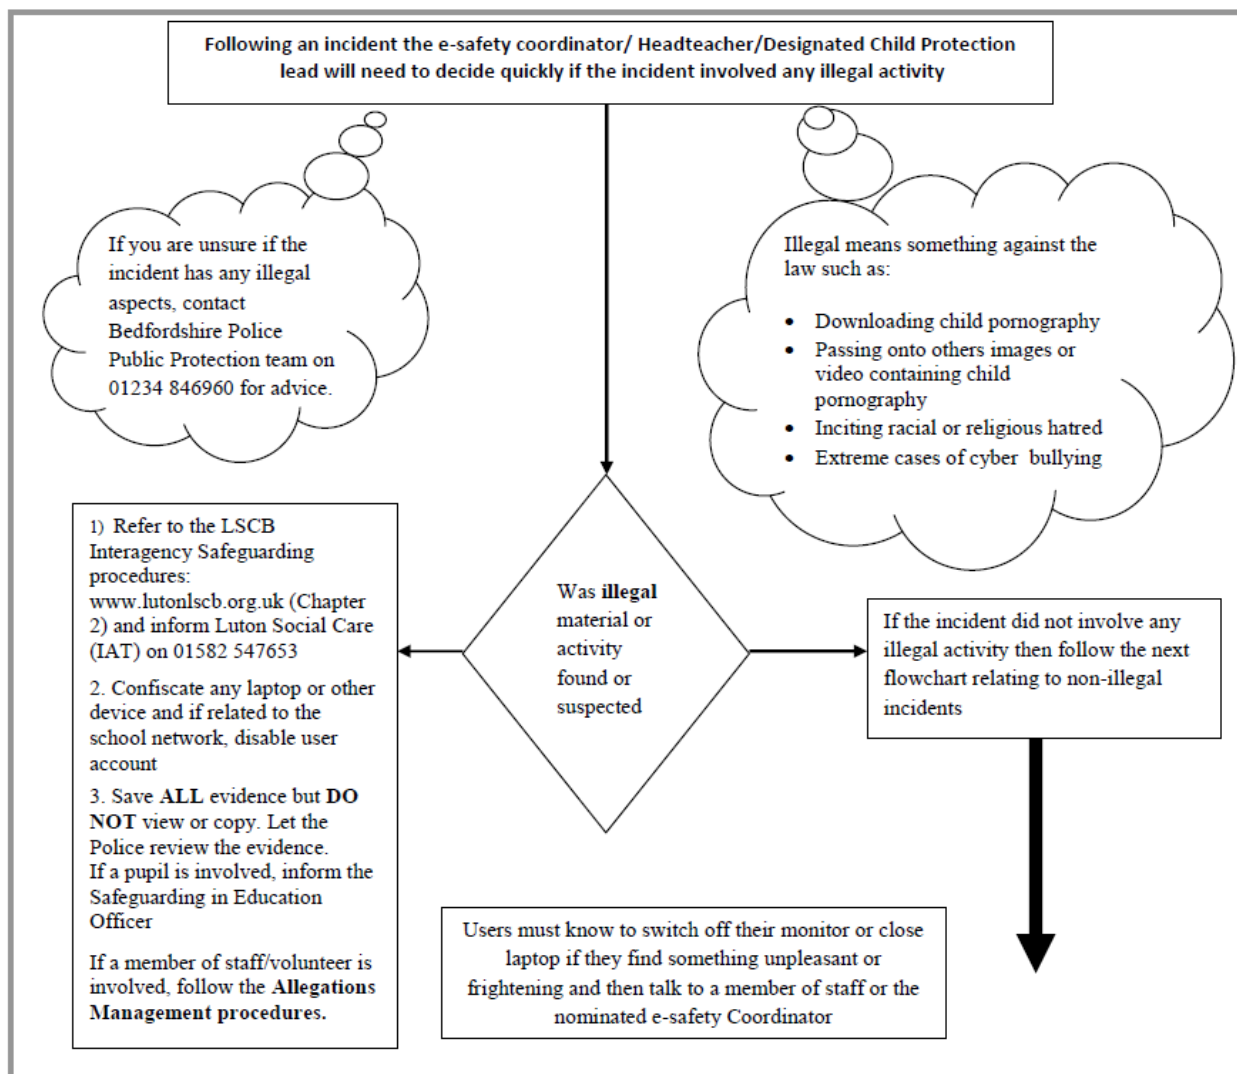 Following an incident the e-safety coordinator/ Headteacher/Designated Child Protection
lead will need to decide quickly if the incident involved any illegal activity
If you are unsure if the
incident has any illegal
aspects, contact
Bedfordshire Police
Public Protection team on
01234 846960 for advice.
Illegal means something against the
law such as:
• Downloading child pornography
• Passing onto others images or
video containing child
pornography
• Inciting racial or religious hatred
• Extreme cases of cyber bullying
1) Refer to the LSCB
Interagency Safeguarding
procedures:
www.lutonlscb.org.uk (Chapter
2) and inform Luton Social Care
(IAT) on 01582 547653
2. Confiscate any laptop or other
device and if related to the
school network, disable user
account
3. Save ALL evidence but DO
NOT view or copy. Let the
Police review the evidence.
If a pupil is involved, inform the
Safeguarding in Education
Officer
If a member of staff/volunteer is
involved, follow the Allegations
Management procedures.
Was illegal
material or
activity
found or
suspected
If the incident did not involve any
illegal activity then follow the next
flowchart relating to non-illegal
incidents
Users must know to switch off their monitor or close
laptop if they find something unpleasant or
frightening and then talk to a member of staff or the
nominated e-safety Coordinator